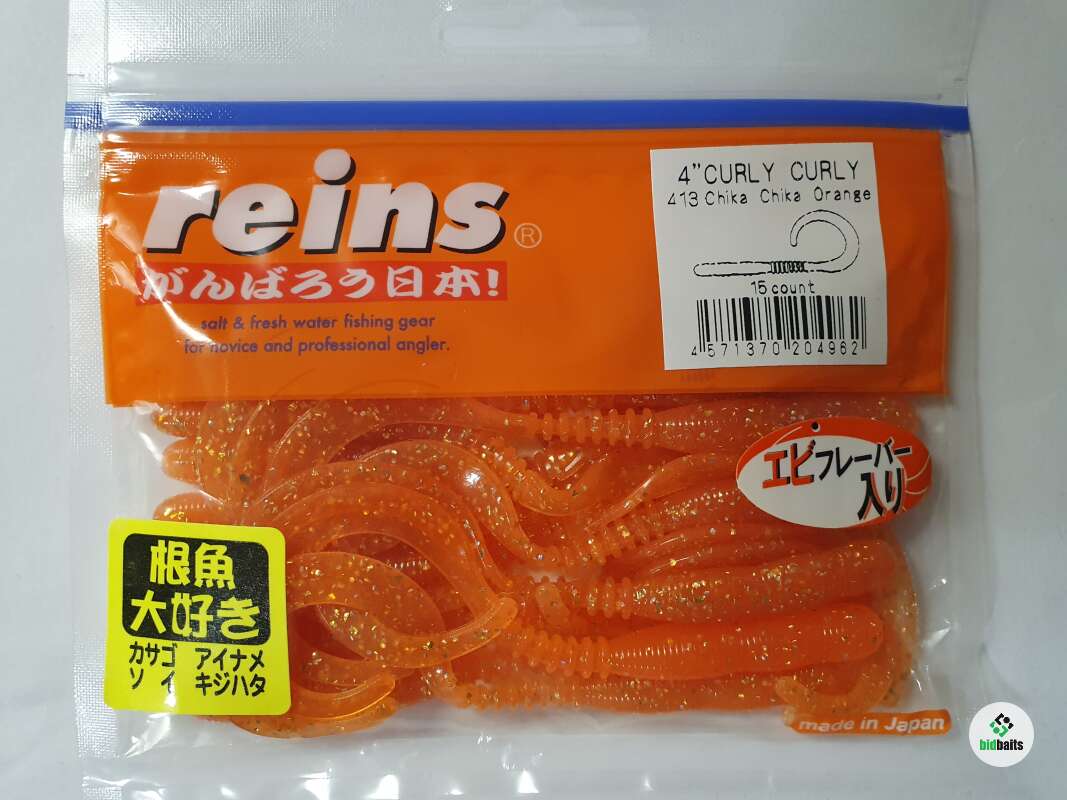 reins®
がんばろう日本!
salt & fresh water fishing gear
for novice and professional angler.
4"CURLY CURLY
413 Chika Chika Orange
15 count
4 571370 204962
エビフレーバー
入り
根魚
大好き
カサゴ アイナメ
ソイ キジハタ
made in Japan
bidbaits